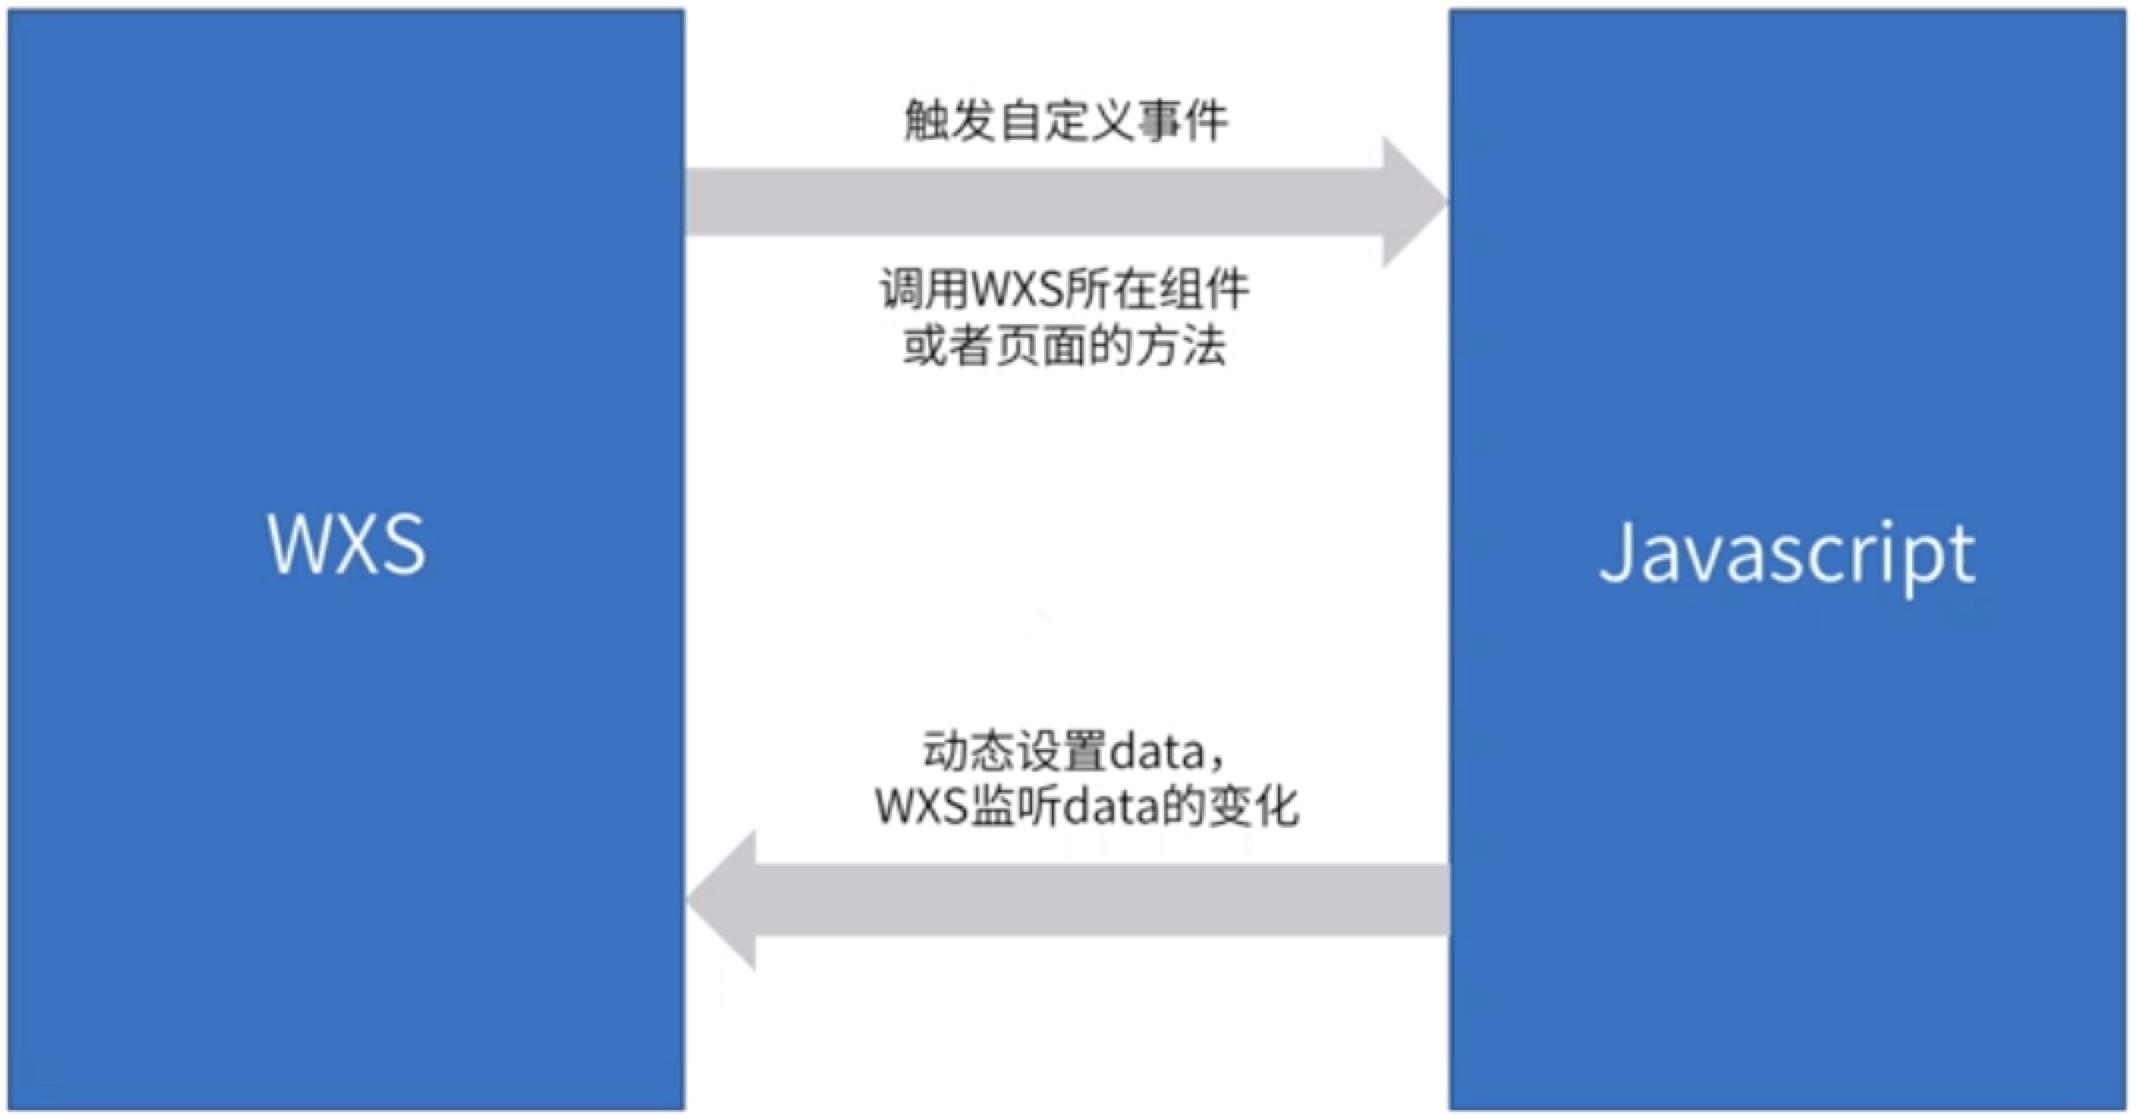 触发自定义事件
调用WXS所在组件
或者页面的方法
WXS
Javascript
动态设置data，
WXS监听data的变化